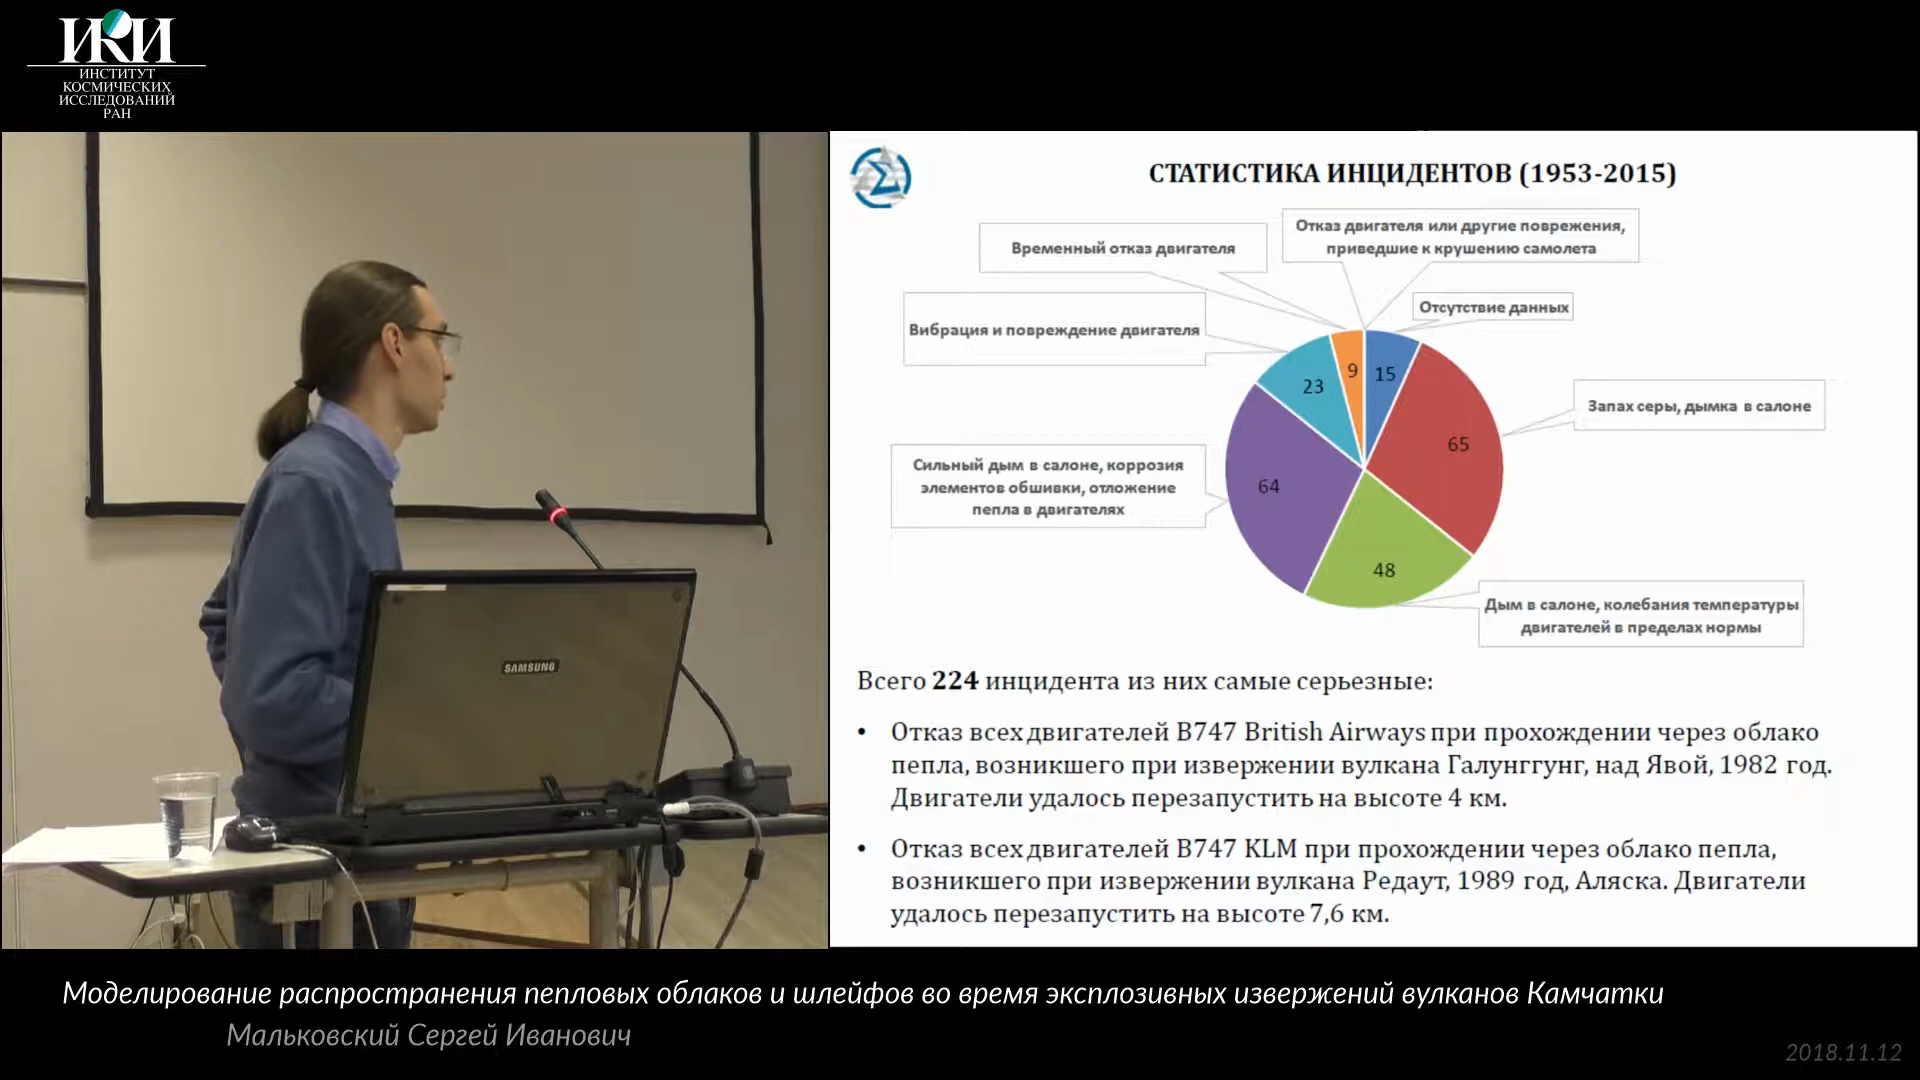 ИКИ
ИНСТИТУТ
КОСМИЧЕСКИХ
ИССЛЕДОВАНИЙ
РАН
СТАТИСТИКА ИНЦИДЕНТОВ (1953-2015)
Отказ двигателя или другие поврежения,
приведшие к крушению самолета
Временный отказ двигателя
Отсутствие данных
Вибрация и повреждение двигателя
9
15
23
Запах серы, дымка в салоне
65
Сильный дым в салоне, коррозия
элементов обшивки, отложение
пепла в двигателях
64
48
Дым в салоне, колебания температуры
двигателей в пределах нормы
Всего 224 инцидента из них самые серьезные:
• Отказ всех двигателей B747 British Airways при прохождении через облако
пепла, возникшего при извержении вулкана Галунггунг, над Явой, 1982 год.
Двигатели удалось перезапустить на высоте 4 км.
• Отказ всех двигателей B747 KLM при прохождении через облако пепла,
возникшего при извержении вулкана Редаут, 1989 год, Аляска. Двигатели
удалось перезапустить на высоте 7,6 км.
SAMSUNG
Моделирование распространения пепловых облаков и шлейфов во время эксплозивных извержений вулканов Камчатки
Мальковский Сергей Иванович
2018.11.12